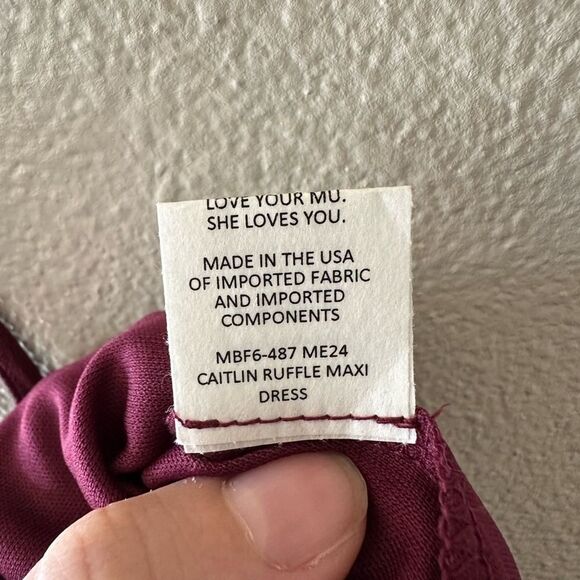 LOVE YOUR MU.
SHE LOVES YOU.
MADE IN THE USA
OF IMPORTED FABRIC
AND IMPORTED
COMPONENTS
MBF6-487 ME24
CAITLIN RUFFLE MAXI
DRESS